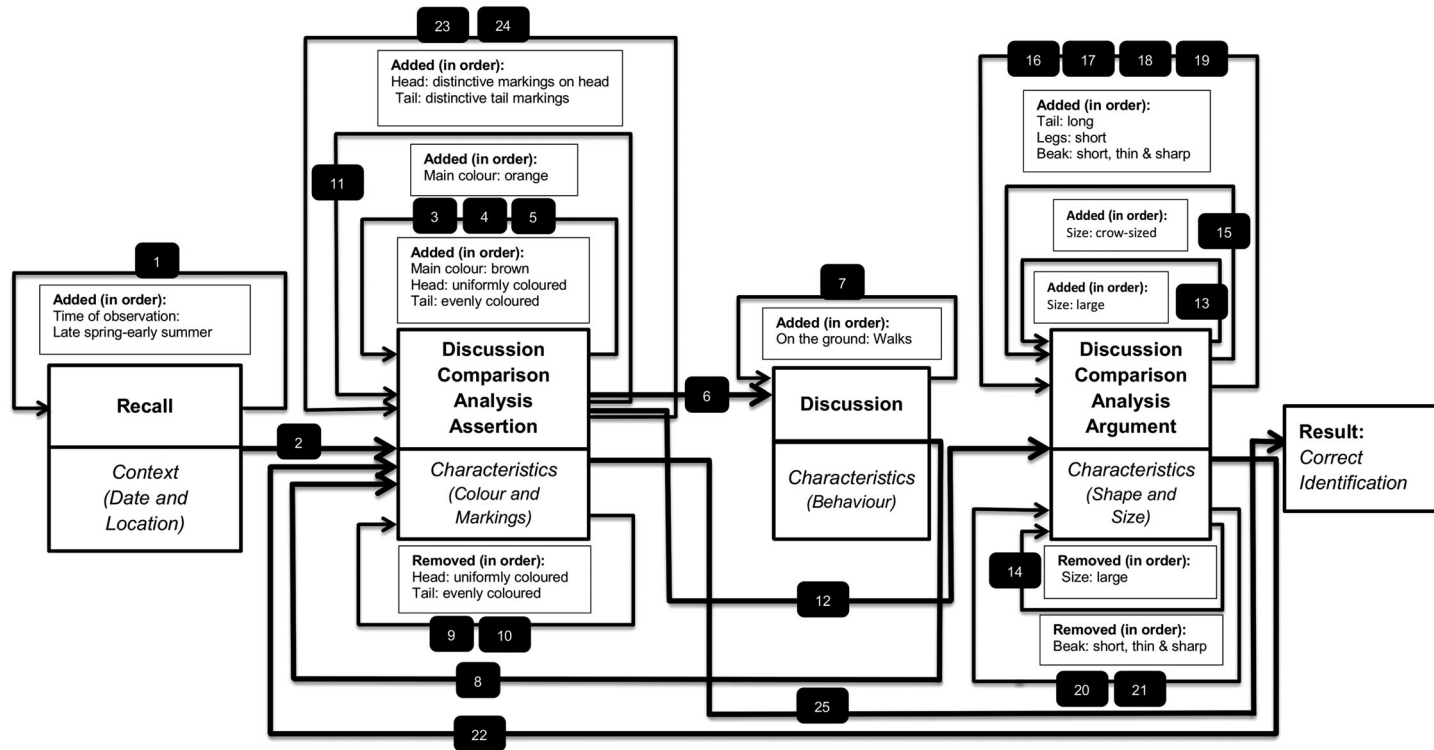 23
24
Added (in order):
Head: distinctive markings on head
Tail: distinctive tail markings
11
Added (in order):
Main colour: orange
3
4
5
Added (in order):
Main colour: brown
Head: uniformly coloured
Tail: evenly coloured
1
Added (in order):
Time of observation:
Late spring-early summer
Recall
Context
(Date and
Location)
2
Discussion
Comparison
Analysis
Assertion
Characteristics
(Colour and
Markings)
Removed (in order):
Head: uniformly coloured
Tail: evenly coloured
9
10
6
7
Added (in order):
On the ground: Walks
Discussion
Characteristics
(Behaviour)
8
12
16
17
18
19
Added (in order):
Tail: long
Legs: short
Beak: short, thin & sharp
Added (in order):
Size: crow-sized
15
Added (in order):
Size: large
13
Discussion
Comparison
Analysis
Argument
Characteristics
(Shape and
Size)
14
Removed (in order):
Size: large
Removed (in order):
Beak: short, thin & sharp
20
21
22
25
Result:
Correct
Identification